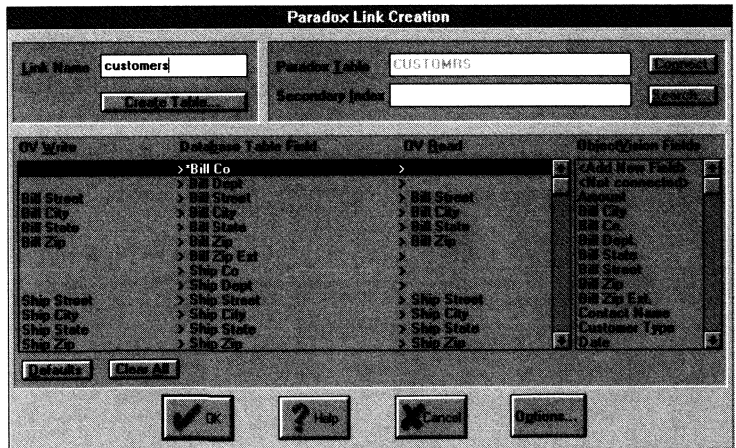 Paradox Link Creation
Link Name customers
Create Table...
Paradox Table CUSTOMRS Connect
Secondary Index Search...
OV Write Database Table Field OV Read ObjectVision Fields
> *Bill Co > <Add New Field>
> Bill Dept > <Not connected>
Bill Street > Bill Street > Bill Street Amount
Bill City > Bill City > Bill City Bill City
Bill State > Bill State > Bill State Bill Co.
Bill Zip > Bill Zip > Bill Zip Bill Dept.
> Bill Zip Ext > Bill State
> Ship Co > Bill Street
> Ship Dept > Bill Zip
Ship Street > Ship Street > Ship Street Bill Zip Ext.
Ship City > Ship City > Ship City Contact Name
Ship State > Ship State > Ship State Customer Type
Ship Zip > Ship Zip > Ship Zip Date
Defaults Clear All
OK ? Help Cancel Options...